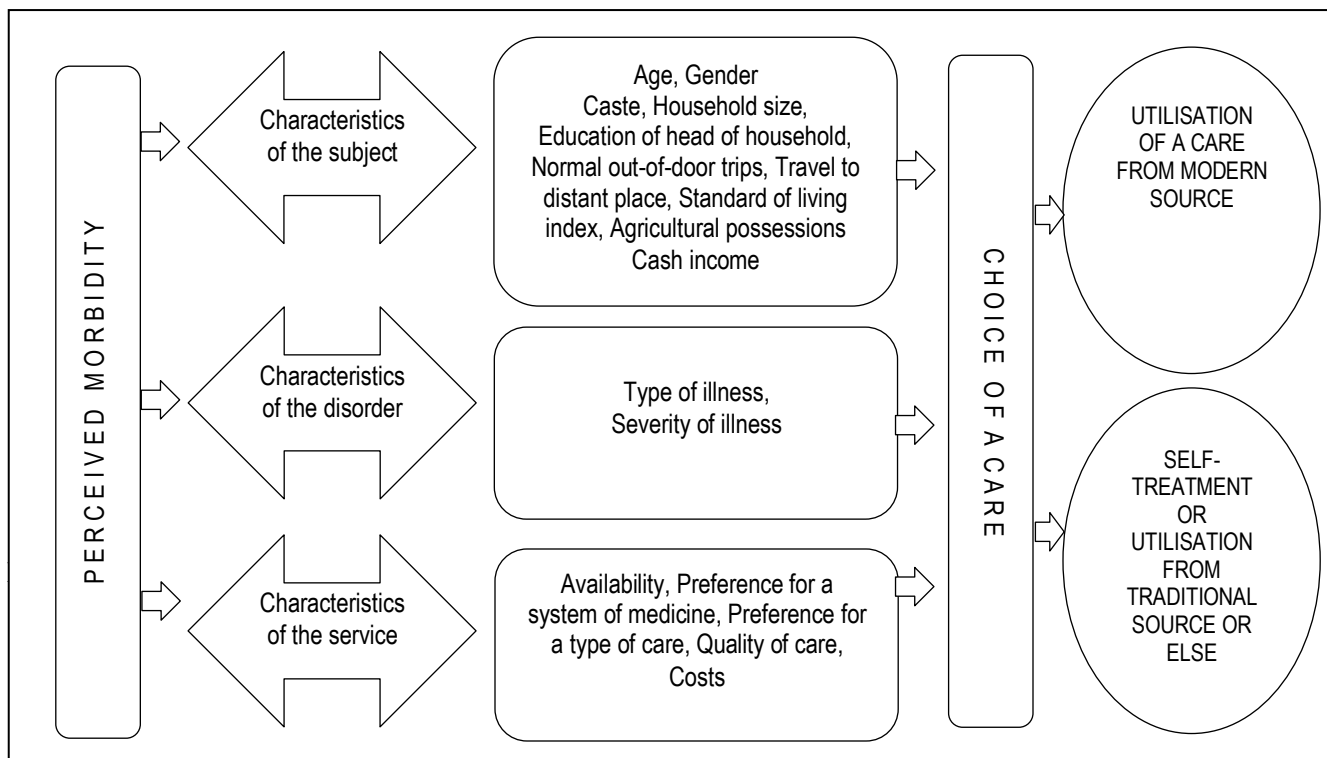 PERCEIVED MORBIDITY
Characteristics
of the subject
Age, Gender
Caste, Household size,
Education of head of household,
Normal out-of-door trips, Travel to
distant place, Standard of living
index, Agricultural possessions
Cash income
Characteristics
of the disorder
Type of illness,
Severity of illness
Characteristics
of the service
Availability, Preference for a
system of medicine, Preference for
a type of care, Quality of care,
Costs
CHOICE OF A CARE
UTILISATION
OF A CARE
FROM MODERN
SOURCE
SELF-
TREATMENT
OR
UTILISATION
FROM
TRADITIONAL
SOURCE OR
ELSE